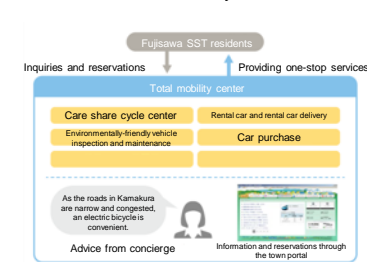 Fujisawa SST residents
Inquiries and reservations
Providing one-stop services
Total mobility center
Care share cycle center
Rental car and rental car delivery
Environmentally-friendly vehicle
inspection and maintenance
Car purchase
As the roads in Kamakura
are narrow and congested,
an electric bicycle is
convenient.
Advice from concierge
Information and reservations through
the town portal